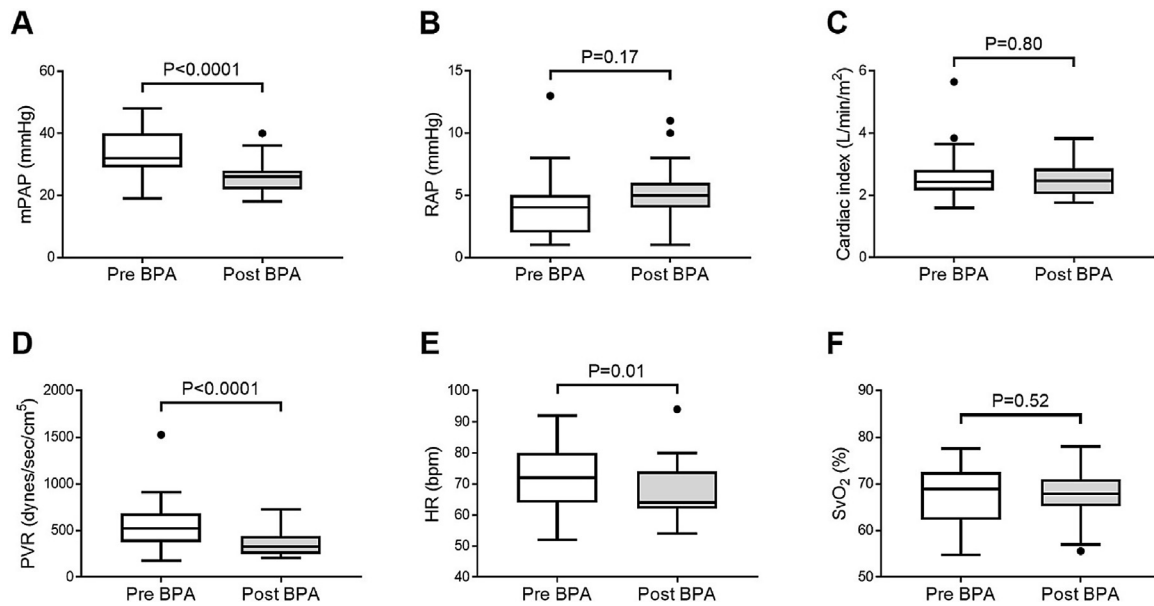 A
P<0.0001
mPAP (mmHg)
60
40
20
0
Pre BPA Post BPA
B
P=0.17
RAP (mmHg)
15
10
5
0
Pre BPA Post BPA
C
P=0.80
Cardiac index (L/min/m²)
6
4
2
0
Pre BPA Post BPA
D
P<0.0001
PVR (dynes/sec/cm⁵)
2000
1500
1000
500
0
Pre BPA Post BPA
E
P=0.01
HR (bpm)
100
90
80
70
60
50
40
Pre BPA Post BPA
F
P=0.52
SvO₂ (%)
90
80
70
60
50
Pre BPA Post BPA